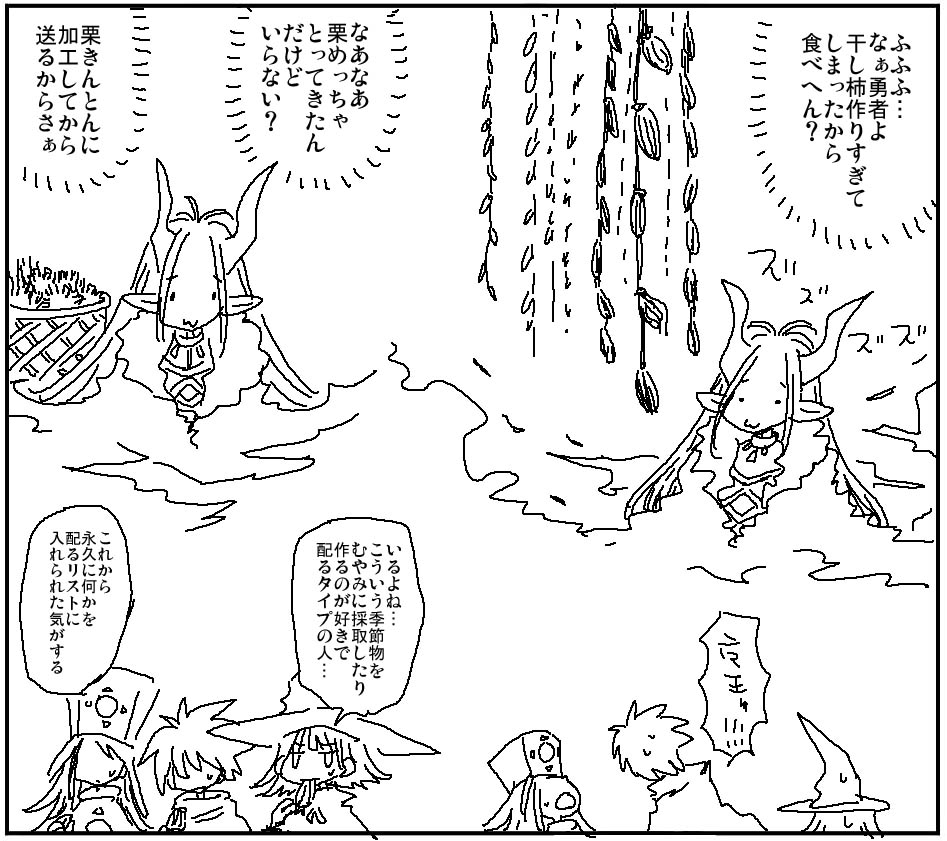 ふふふ…
なぁ勇者よ
干し柿作りすぎて
しまったから
食べへん？
ズ
ズ
ズ
ズ
魔王!!
なあなあ
栗めっちゃ
とってきたん
だけど
いらない？
栗きんとんに
加工してから
送るからさぁ
いるよね…
こういう季節物を
むやみに採取したり
作るのが好きで
配るタイプの人…
これから
永久に何かを
配るリストに
入れられた気がする